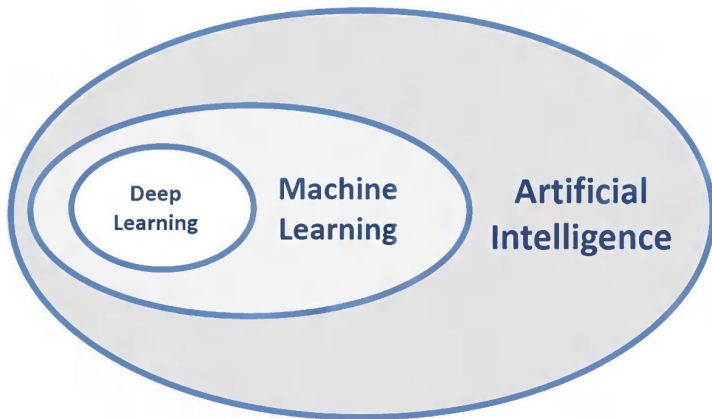 Deep
Learning
Machine
Learning
Artificial
Intelligence